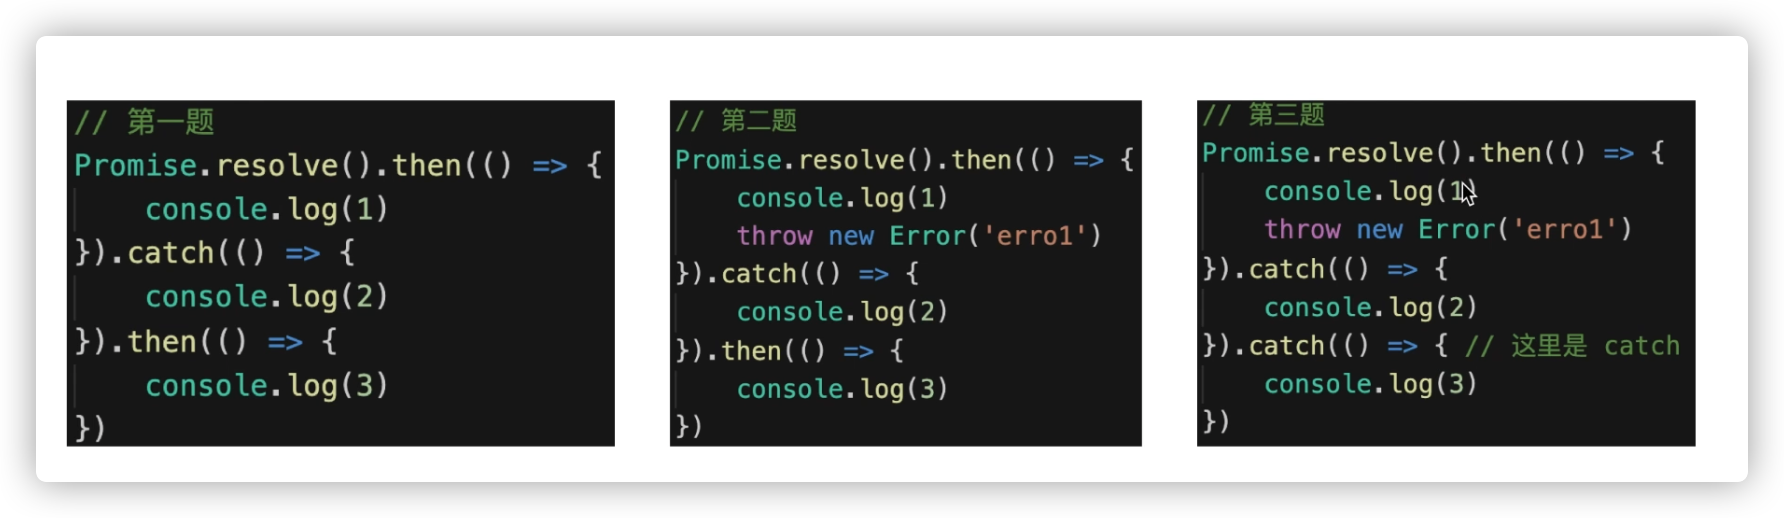 // 第一题
Promise.resolve().then(() => {
    console.log(1)
}).catch(() => {
    console.log(2)
}).then(() => {
    console.log(3)
})
// 第二题
Promise.resolve().then(() => {
    console.log(1)
    throw new Error('erro1')
}).catch(() => {
    console.log(2)
}).then(() => {
    console.log(3)
})
// 第三题
Promise.resolve().then(() => {
    console.log(1)
    throw new Error('erro1')
}).catch(() => {
    console.log(2)
}).catch(() => { // 这里是 catch
    console.log(3)
})